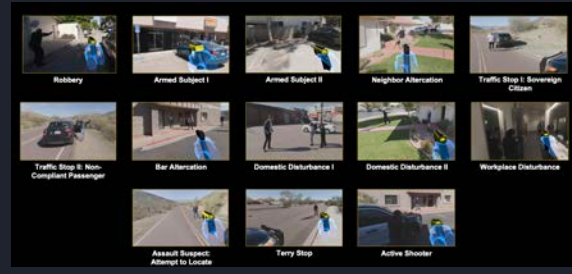 Robbery
Armed Subject I
Armed Subject II
Neighbor Altercation
Traffic Stop I: Sovereign
Citizen
Traffic Stop II: Non-
Compliant Passenger
Bar Altercation
Domestic Disturbance I
Domestic Disturbance II
Workplace Disturbance
Assault Suspect:
Attempt to Locate
Terry Stop
Active Shooter